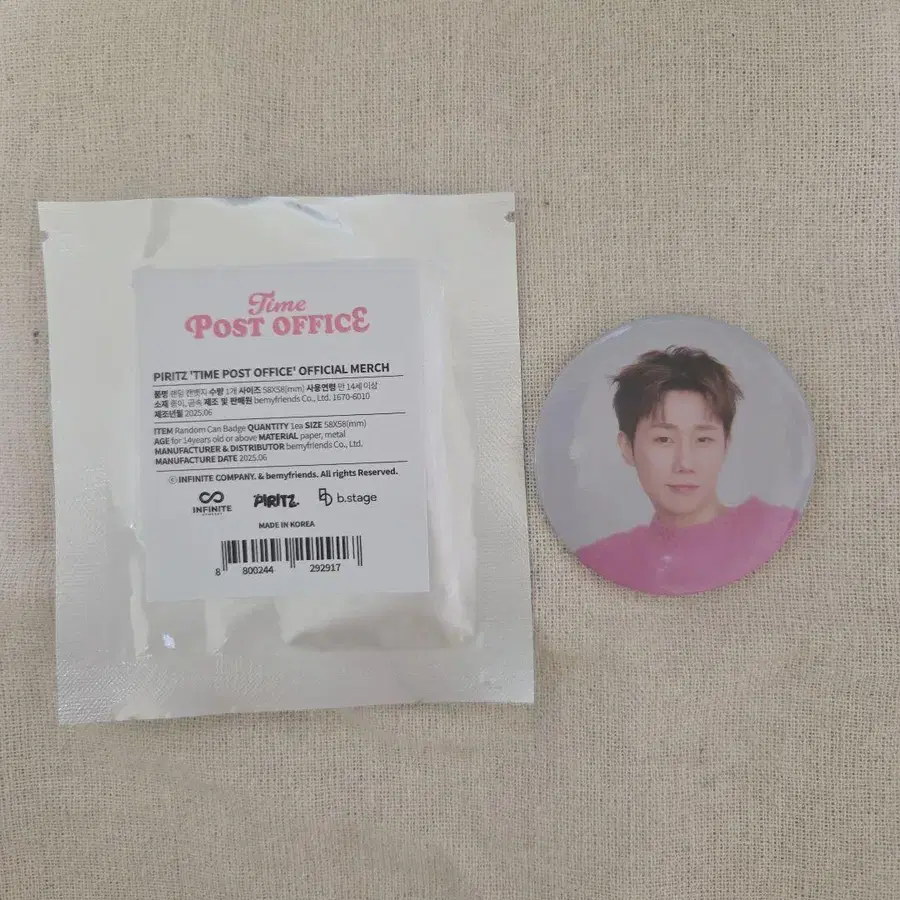 Time
POST OFFICE
PIRITZ 'TIME POST OFFICE' OFFICIAL MERCH
품명 랜덤 캔뱃지 수량 1개 사이즈 58X58(mm) 사용연령 만 14세 이상
소재 종이, 금속 제조 및 판매원 bemyfriends Co., Ltd. 1670-6010
제조년월 2025.06
ITEM Random Can Badge QUANTITY 1ea SIZE 58X58(mm)
AGE for 14years old or above MATERIAL paper, metal
MANUFACTURER & DISTRIBUTOR bemyfriends Co., Ltd.
MANUFACTURE DATE 2025.06
ⓒ INFINITE COMPANY. & bemyfriends. All rights Reserved.
INFINITE COMPANY PIRITZ b.stage
MADE IN KOREA
8 800244 292917